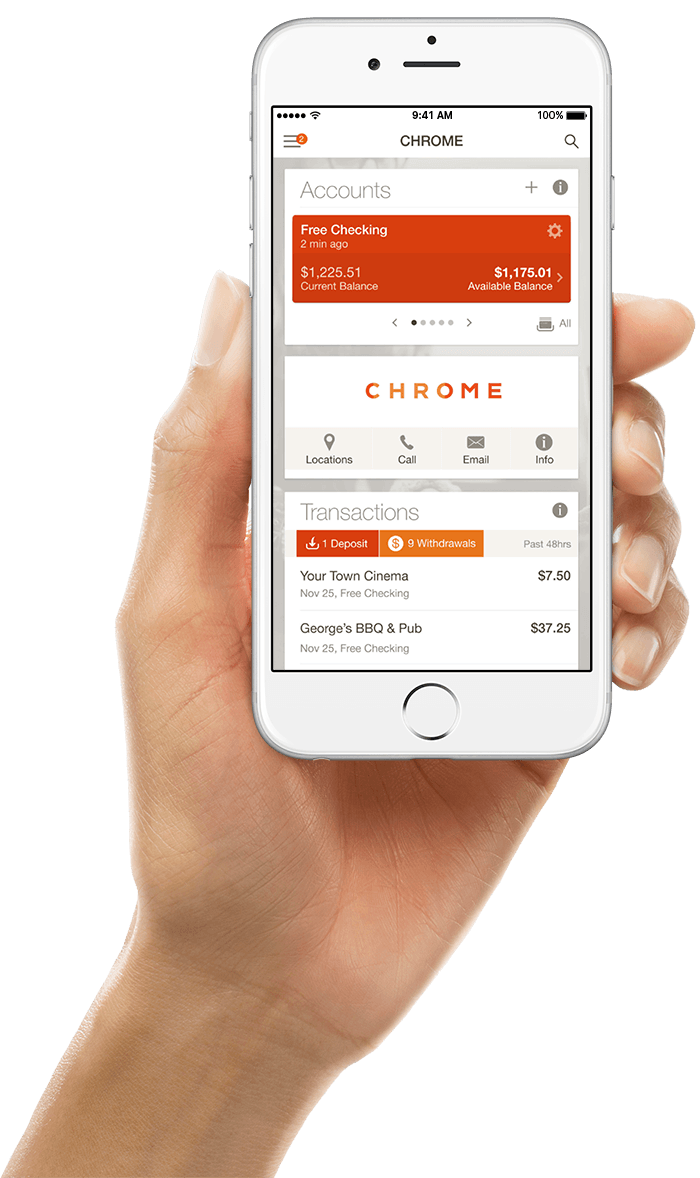 9:41 AM
100%
2
CHROME
Accounts
Free Checking
2 min ago
$1,225.51
$1,175.01
Current Balance
Available Balance
All
CHROME
Locations
Call
Email
Info
Transactions
1 Deposit
$ 9 Withdrawals
Past 48hrs
Your Town Cinema
$7.50
Nov 25, Free Checking
George's BBQ & Pub
$37.25
Nov 25, Free Checking